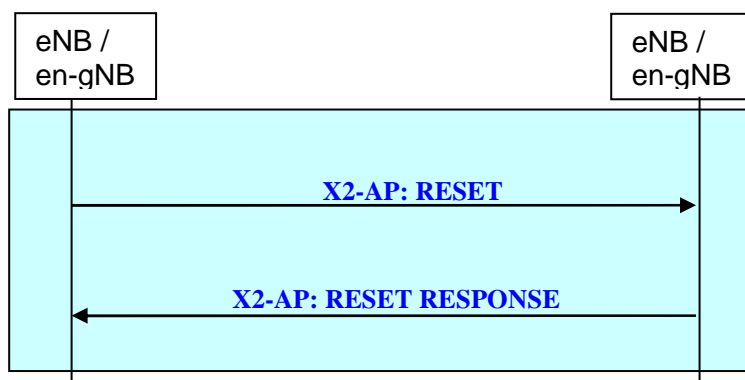 eNB /
en-gNB
eNB /
en-gNB
X2-AP: RESET
X2-AP: RESET RESPONSE